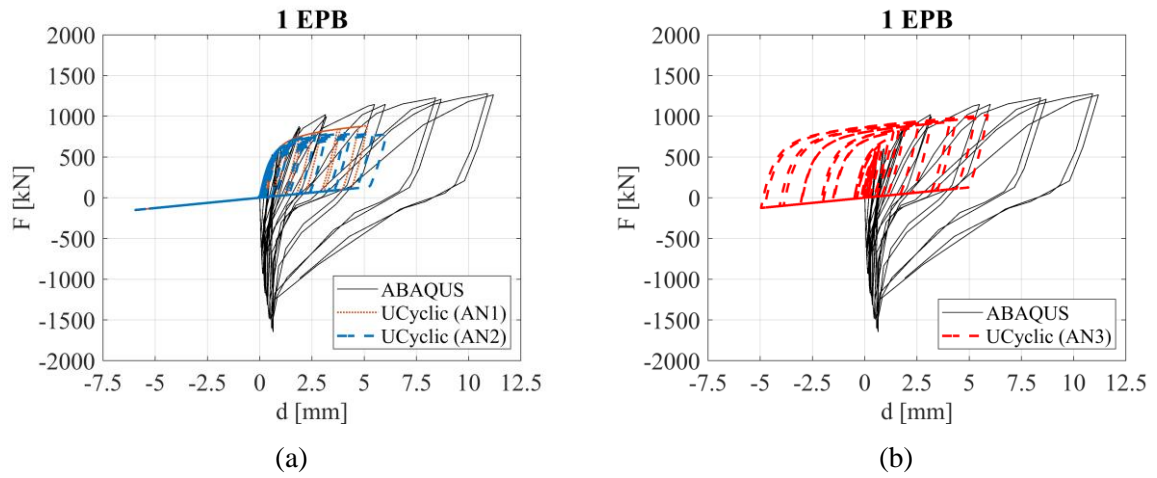 1 EPB
2000
1500
1000
500
0
-500
-1000
-1500
-2000
F [kN]
-7.5 -5 -2.5 0 2.5 5 7.5 10 12.5
d [mm]
ABAQUS
UCyclic (AN1)
UCyclic (AN2)
(a)
1 EPB
2000
1500
1000
500
0
-500
-1000
-1500
-2000
F [kN]
-7.5 -5 -2.5 0 2.5 5 7.5 10 12.5
d [mm]
ABAQUS
UCyclic (AN3)
(b)